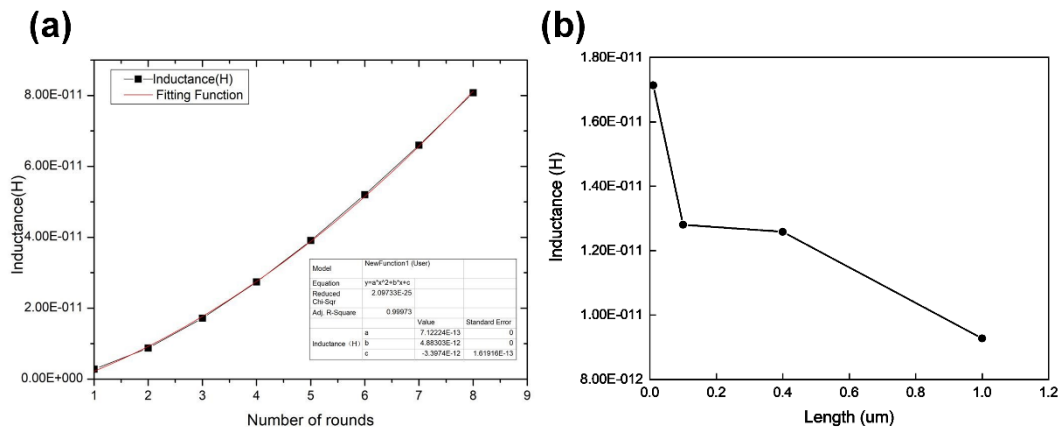 (a)
Inductance(H)
Fitting Function
8.00E-011
6.00E-011
4.00E-011
2.00E-011
0.00E+000
Inductance(H)
Model NewFunction1 (User)
Equation y=a*x^2+b*x+c
Reduced 2.09733E-25
Chi-Sqr
Adj. R-Square 0.99973
Value Standard Error
a 7.12224E-13 0
Inductance (H) b 4.88303E-12 0
c -3.3974E-12 1.61916E-13
1 2 3 4 5 6 7 8 9
Number of rounds
(b)
1.80E-011
1.60E-011
1.40E-011
1.20E-011
1.00E-011
8.00E-012
Inductance (H)
0.0 0.2 0.4 0.6 0.8 1.0 1.2
Length (um)